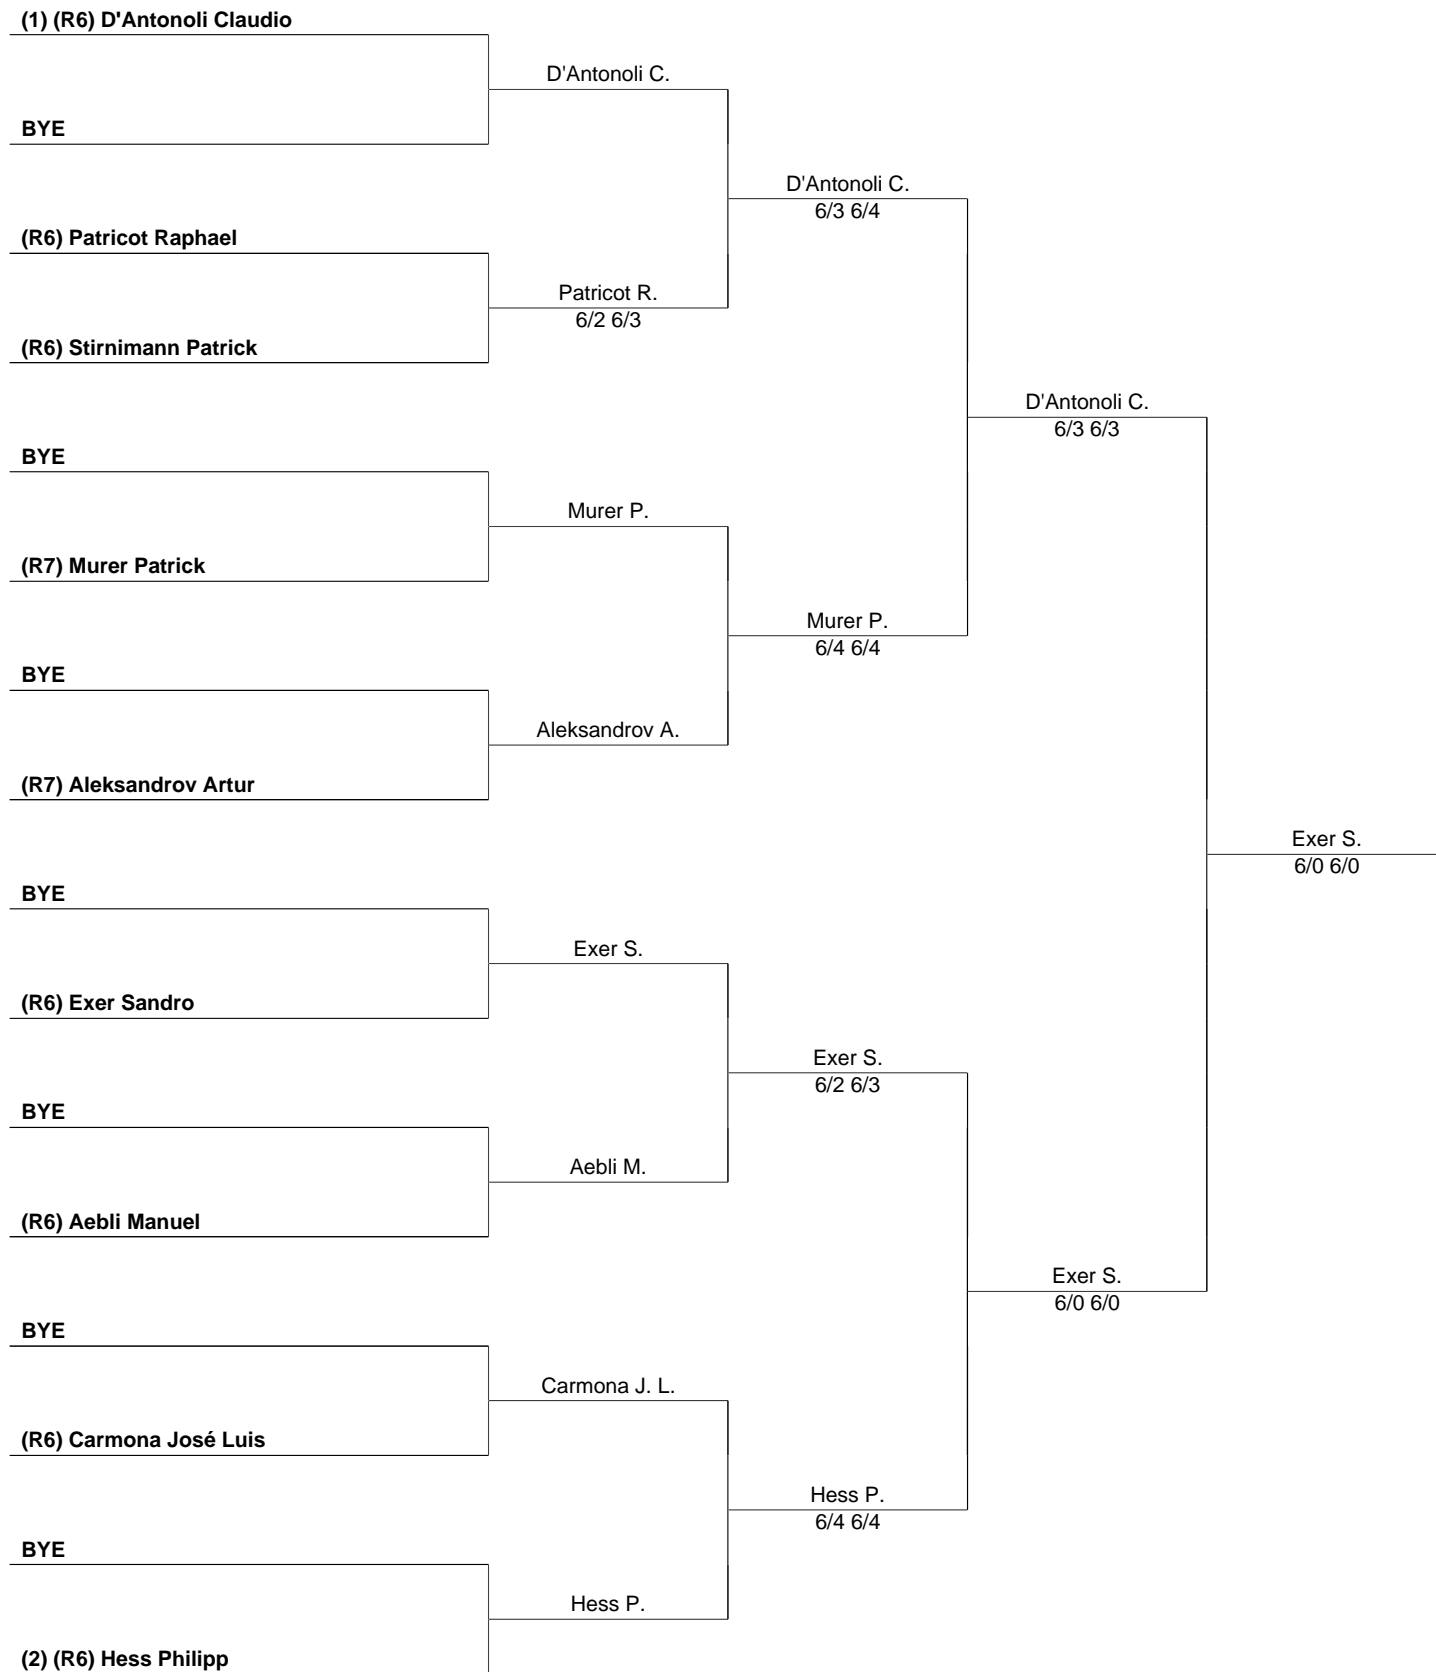 (1) (R6) D'Antonoli Claudio
D'Antonoli C.
BYE
D'Antonoli C.
6/3 6/4
(R6) Patricot Raphael
Patricot R.
6/2 6/3
(R6) Stirnimann Patrick
D'Antonoli C.
6/3 6/3
BYE
Murer P.
(R7) Murer Patrick
Murer P.
6/4 6/4
BYE
Aleksandrov A.
(R7) Aleksandrov Artur
Exer S.
6/0 6/0
BYE
Exer S.
(R6) Exer Sandro
Exer S.
6/2 6/3
BYE
Aebli M.
(R6) Aebli Manuel
Exer S.
6/0 6/0
BYE
Carmona J. L.
(R6) Carmona José Luis
Hess P.
6/4 6/4
BYE
Hess P.
(2) (R6) Hess Philipp